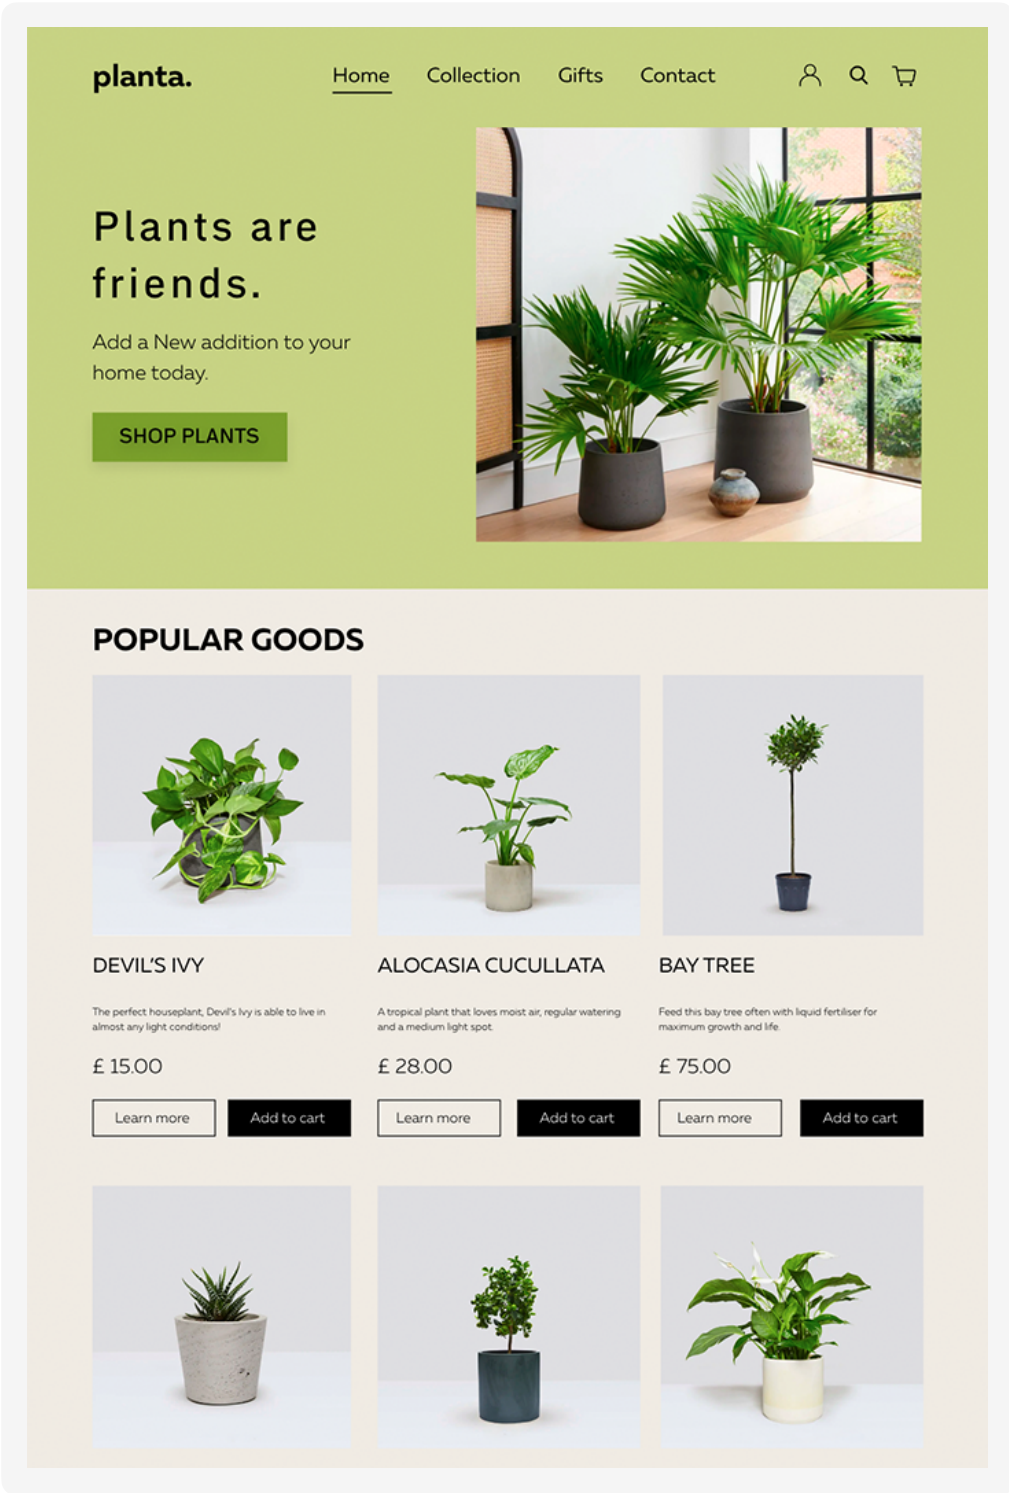 planta.
Home Collection Gifts Contact
Plants are
friends.
Add a New addition to your
home today.
SHOP PLANTS
POPULAR GOODS
DEVIL'S IVY
The perfect houseplant, Devil's Ivy is able to live in
almost any light conditions!
£ 15.00
Learn more Add to cart
ALOCASIA CUCULLATA
A tropical plant that loves moist air, regular watering
and a medium light spot.
£ 28.00
Learn more Add to cart
BAY TREE
Feed this bay tree often with liquid fertiliser for
maximum growth and life.
£ 75.00
Learn more Add to cart